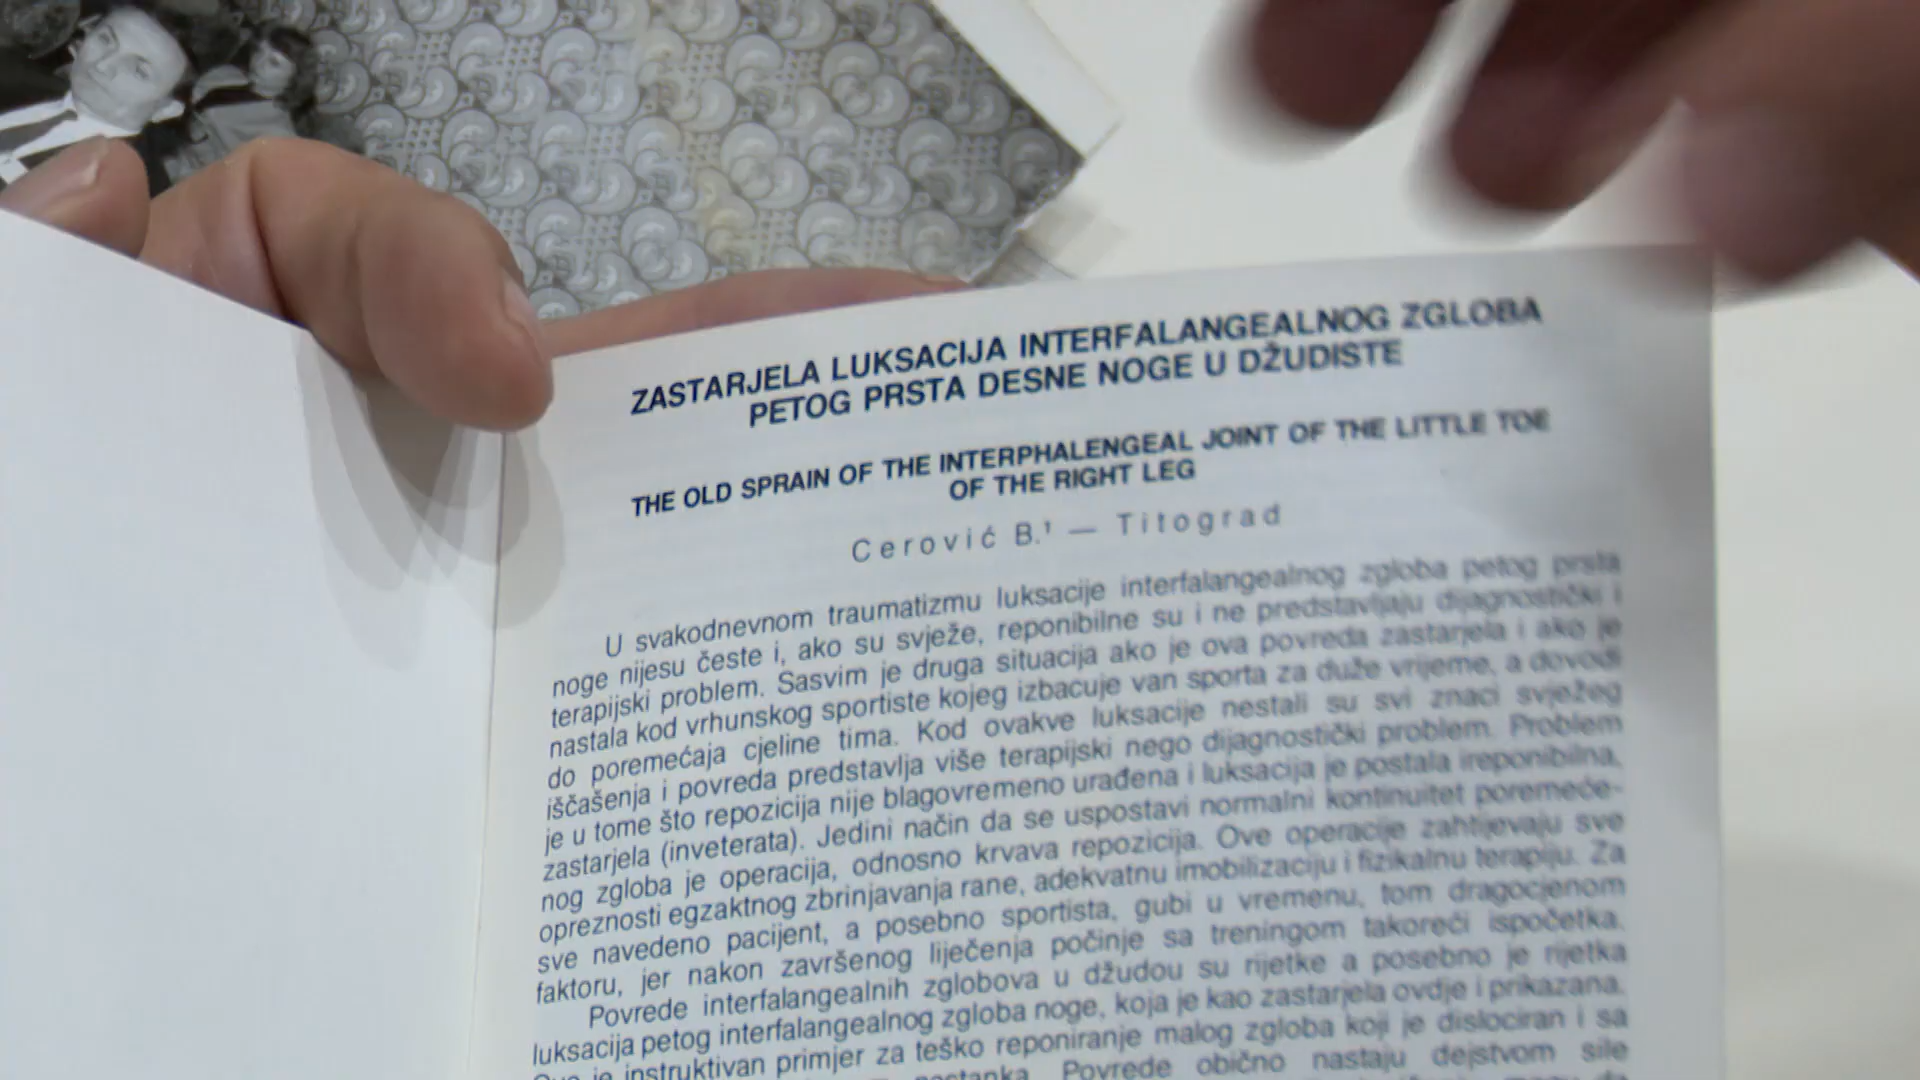 ZASTARJELA LUKSACIJA INTERFALANGEALNOG ZGLOBA
PETOG PRSTA DESNE NOGE U DŽUDISTE
THE OLD SPRAIN OF THE INTERPHALENGEAL JOINT OF THE LITTLE TOE
OF THE RIGHT LEG
Cerović B.¹ — Titograd
U svakodnevnom traumatizmu luksacije interfalangealnog zgloba petog prsta
noge nijesu česte i, ako su svježe, reponibilne su i ne predstavljaju dijagnostički i
terapijski problem. Sasvim je druga situacija ako je ova povreda zastarjela i ako je
nastala kod vrhunskog sportiste kojeg izbacuje van sporta za duže vrijeme, a dovodi
do poremećaja cjeline tima. Kod ovakve luksacije nestali su svi znaci svježeg
iščašenja i povreda predstavlja više terapijski nego dijagnostički problem. Problem
je u tome što repozicija nije blagovremeno urađena i luksacija je postala ireponibilna,
zastarjela (inveterata). Jedini način da se uspostavi normalni kontinuitet poremeće-
nog zgloba je operacija, odnosno krvava repozicija. Ove operacije zahtijevaju sve
opreznosti egzaktnog zbrinjavanja rane, adekvatnu imobilizaciju i fizikalnu terapiju. Za
sve navedeno pacijent, a posebno sportista, gubi u vremenu, tom dragocjenom
faktoru, jer nakon završenog liječenja počinje sa treningom takoreći ispočetka.
Povrede interfalangealnih zglobova u džudou su rijetke a posebno je rijetka
luksacija petog interfalangealnog zgloba noge, koja je kao zastarjela ovdje i prikazana.
je instruktivan primjer za teško reponiranje malog zgloba koji je dislociran i sa
Povrede obično nastaju dejstvom sile